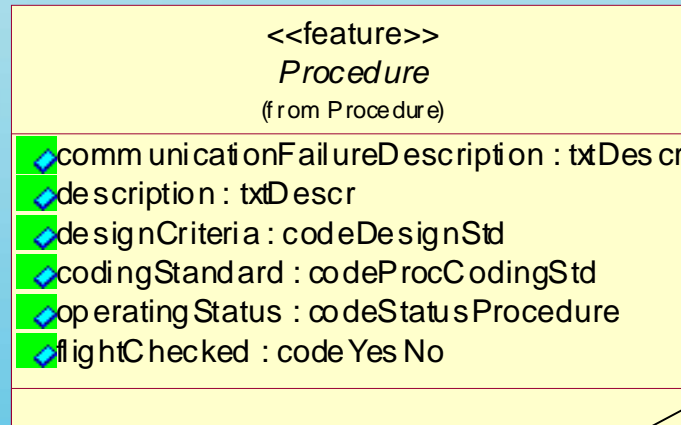 <<feature>>
Procedure
(from Procedure)
communicationFailureDescription : txtDescr
description : txtDescr
designCriteria : codeDesignStd
codingStandard : codeProcCodingStd
operatingStatus : codeStatusProcedure
flightChecked : codeYesNo